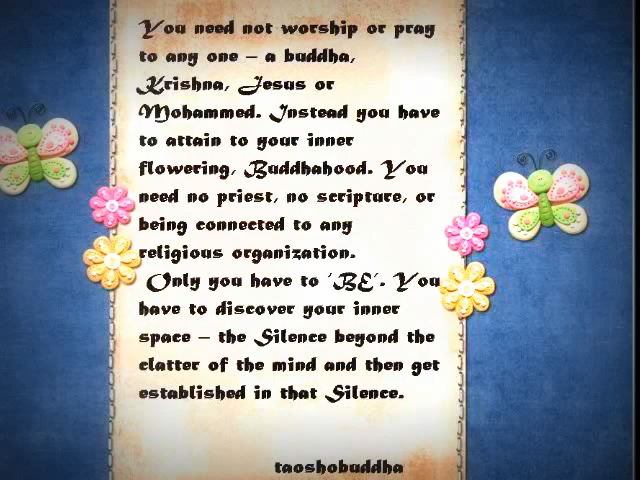 You need not worship or pray
to any one – a buddha,
Krishna, Jesus or
Mohammed. Instead you have
to attain to your inner
flowering, Buddhahood. You
need no priest, no scripture, or
being connected to any
religious organization.
Only you have to 'BE'. You
have to discover your inner
space – the Silence beyond the
clatter of the mind and then get
established in that Silence.
taoshobuddha